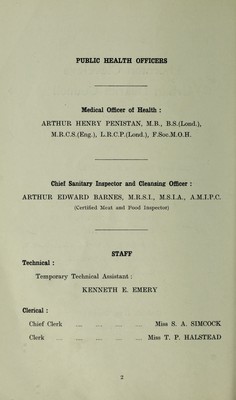 PUBLIC HEALTH OFFICERS
Medical Officer of Health :
ARTHUR HENRY PENISTAN, M.B., B.S.(Lond.),
M.R.C.S.(Eng.), L.R.C.P.(Lond.), F.Soc.M.O.H.
Chief Sanitary Inspector and Cleansing Officer :
ARTHUR EDWARD BARNES, M.R.S.I., M.S.I.A., A.M.I.P.C.
(Certified Meat and Food Inspector)
STAFF
Technical :
Temporary Technical Assistant :
KENNETH E. EMERY
Clerical :
Chief Clerk ... ... ... ... Miss S. A. SIMCOCK
Clerk ... ... ... ... ... Miss T. P. HALSTEAD
2